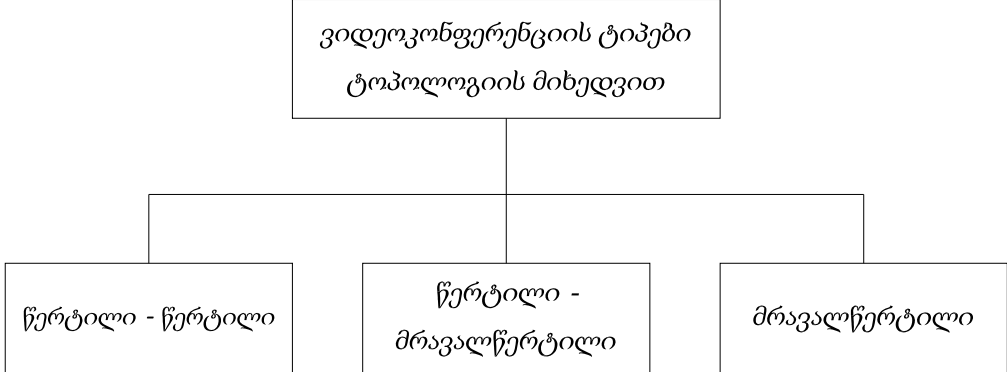 ვიდეოკონფერენციის ტიპები
ტოპოლოგიის მიხედვით
წერტილი - წერტილი
წერტილი -
მრავალწერტილი
მრავალწერტილი